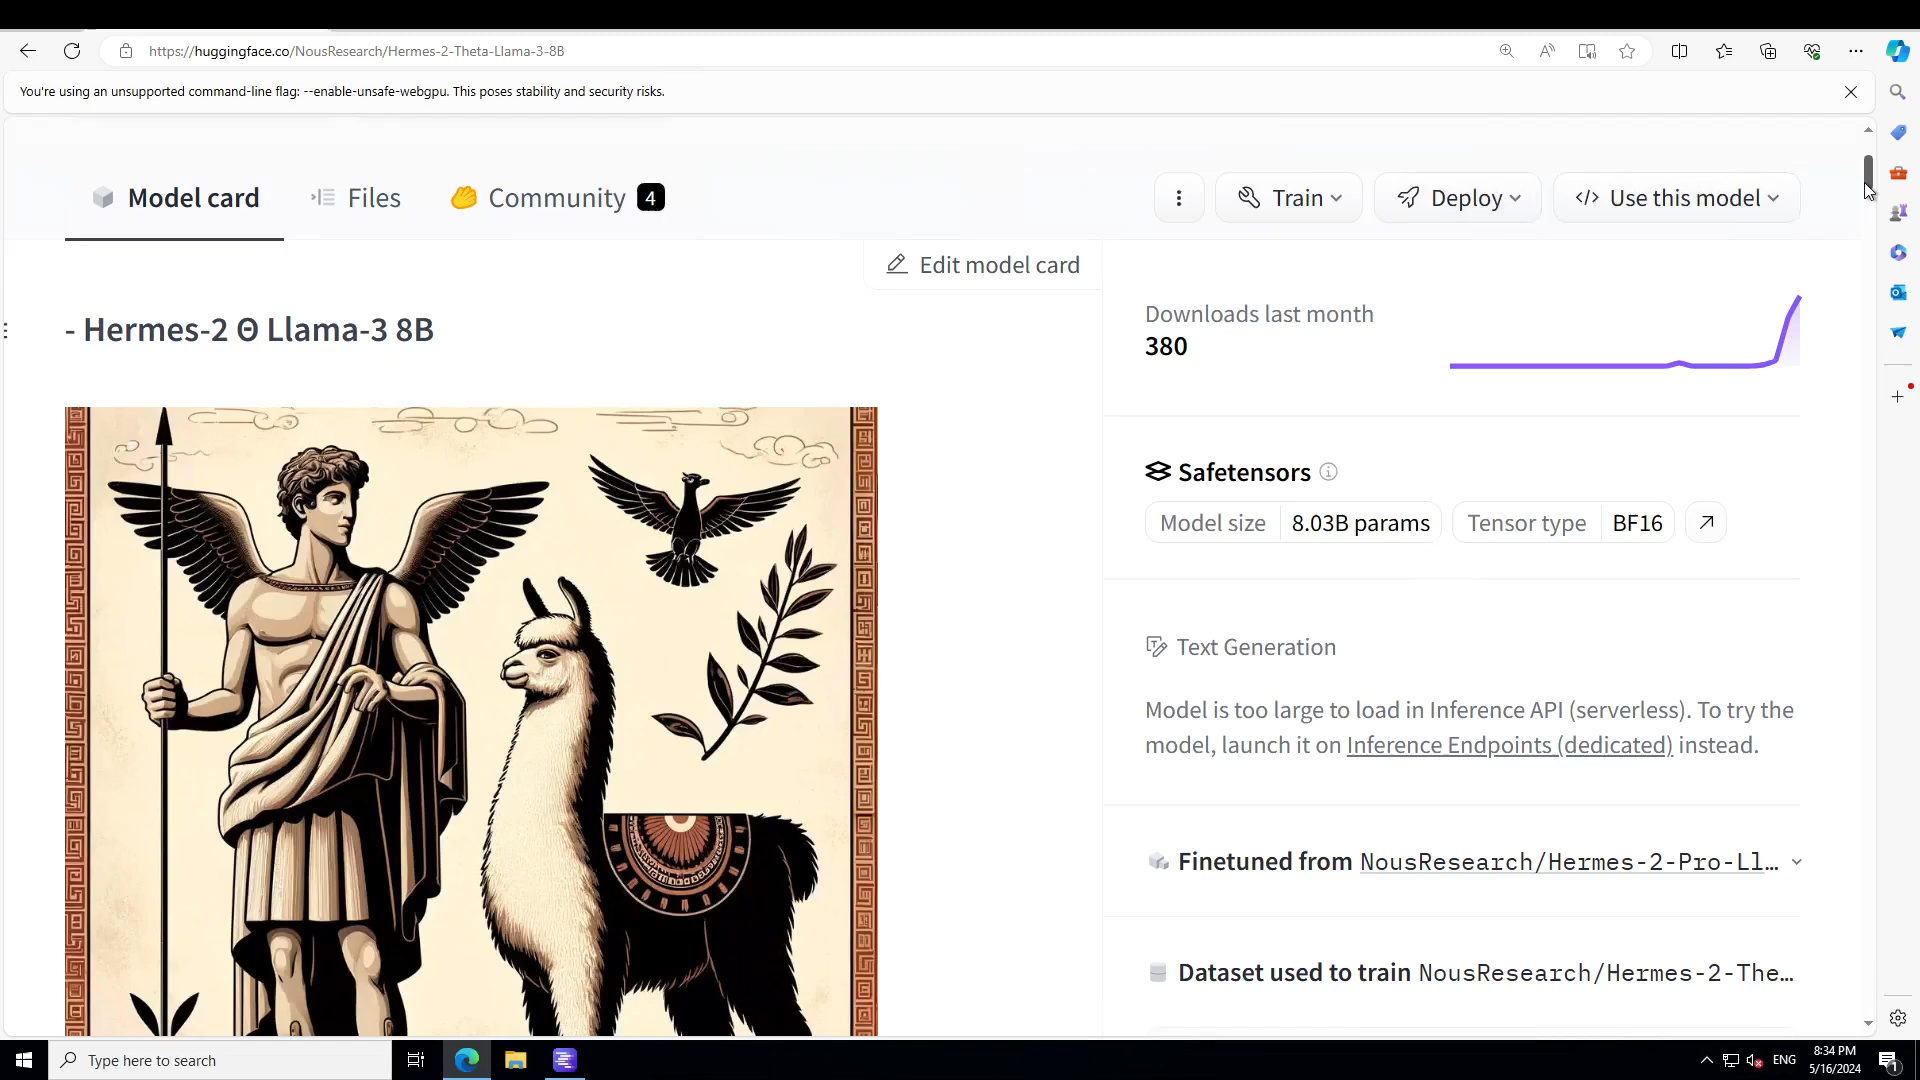 https://huggingface.co/NousResearch/Hermes-2-Theta-Llama-3-8B
You're using an unsupported command-line flag: --enable-unsafe-webgpu. This poses stability and security risks.
Model card
Files
Community 4
Train
Deploy
Use this model
Edit model card
- Hermes-2 Θ Llama-3 8B
Downloads last month
380
Safetensors
Model size 8.03B params
Tensor type BF16
Text Generation
Model is too large to load in Inference API (serverless). To try the
model, launch it on Inference Endpoints (dedicated) instead.
Finetuned from NousResearch/Hermes-2-Pro-Ll…
Dataset used to train NousResearch/Hermes-2-The…
Type here to search
ENG
8:34 PM
5/16/2024
1